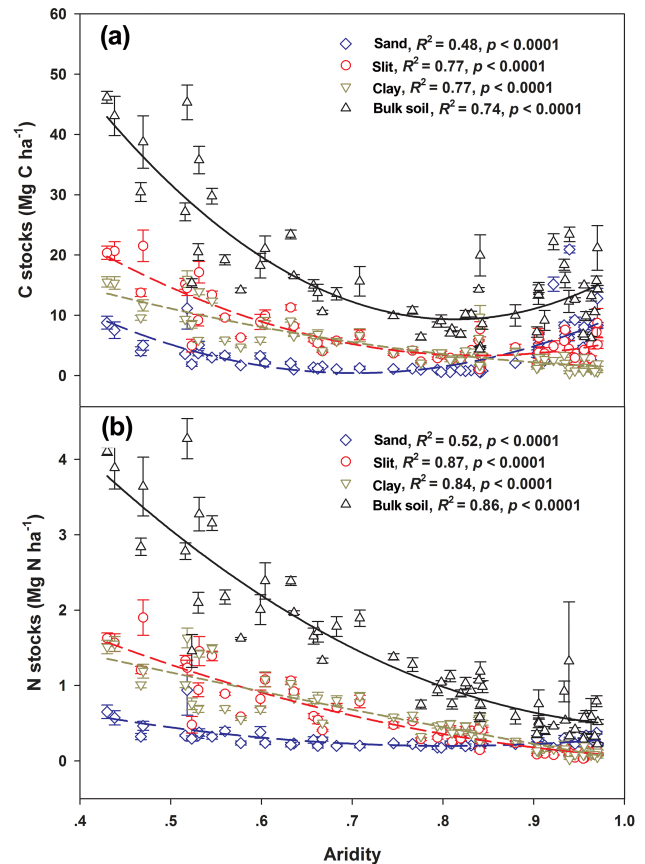 (a)
Sand, R² = 0.48, p < 0.0001
Slit, R² = 0.77, p < 0.0001
Clay, R² = 0.77, p < 0.0001
Bulk soil, R² = 0.74, p < 0.0001
60
50
40
30
20
10
0
C stocks (Mg C ha⁻¹)
(b)
Sand, R² = 0.52, p < 0.0001
Slit, R² = 0.87, p < 0.0001
Clay, R² = 0.84, p < 0.0001
Bulk soil, R² = 0.86, p < 0.0001
4
3
2
1
0
N stocks (Mg N ha⁻¹)
.4 .5 .6 .7 .8 .9 1.0
Aridity